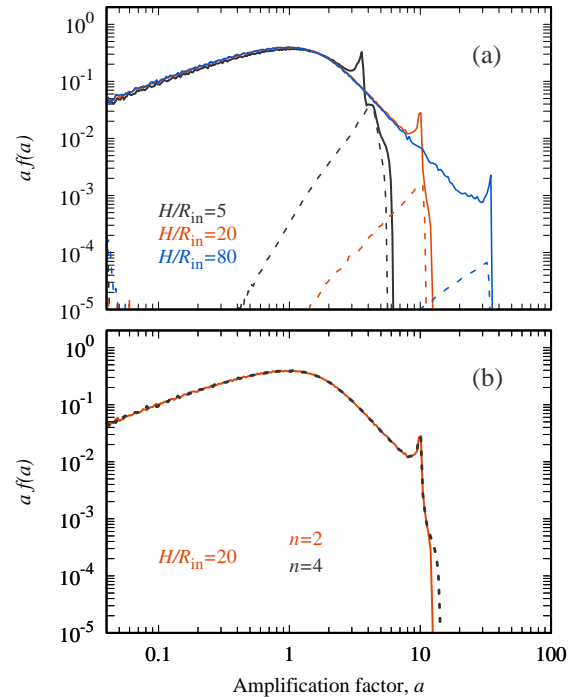 10^0
(a)
10^-1
10^-2
a f(a)
10^-3
H/R_in=5
H/R_in=20
H/R_in=80
10^-4
10^-5
10^0
(b)
10^-1
10^-2
a f(a)
10^-3
n=2
H/R_in=20
n=4
10^-4
10^-5
0.1 1 10 100
Amplification factor, a